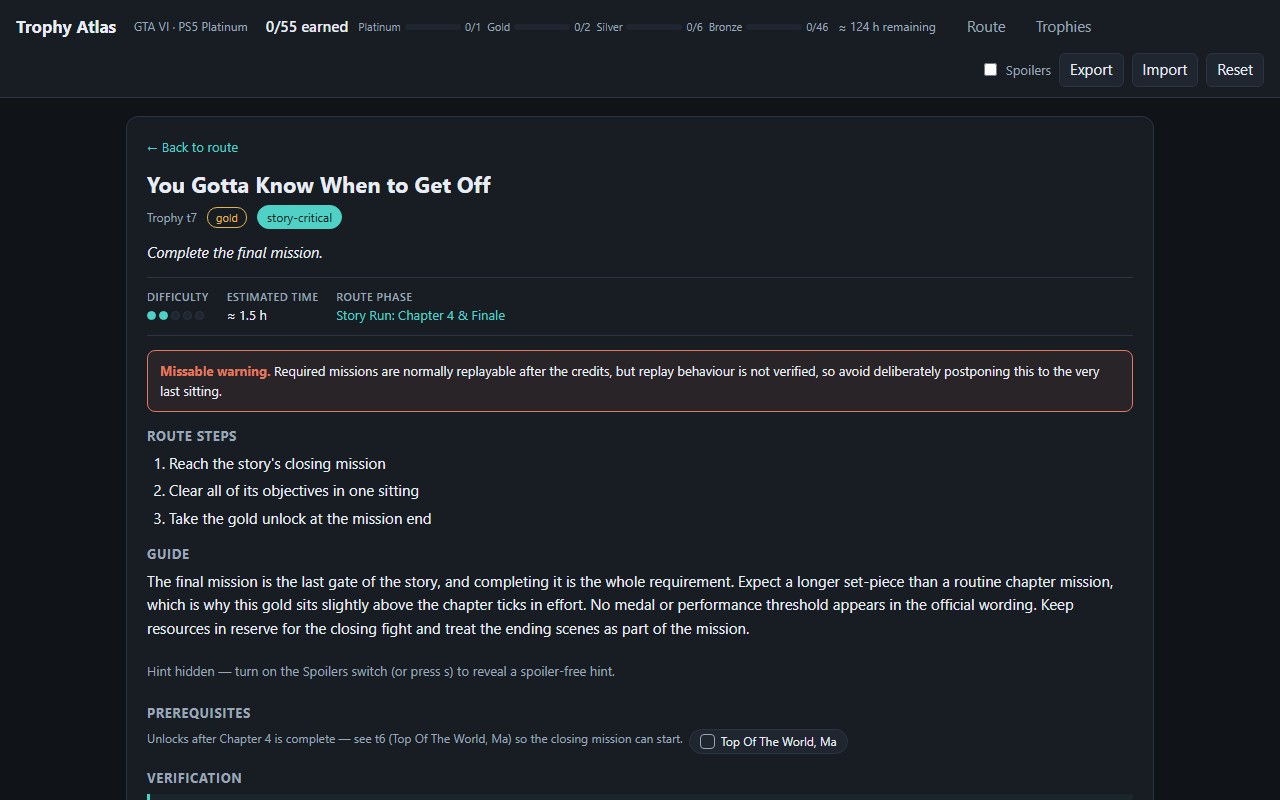 Trophy Atlas GTA VI · PS5 Platinum 0/55 earned Platinum 0/1 Gold 0/2 Silver 0/6 Bronze 0/46 ≈ 124 h remaining Route Trophies
Spoilers Export Import Reset
← Back to route
You Gotta Know When to Get Off
Trophy t7 gold story-critical
Complete the final mission.
DIFFICULTY ESTIMATED TIME ROUTE PHASE
≈ 1.5 h Story Run: Chapter 4 & Finale
Missable warning. Required missions are normally replayable after the credits, but replay behaviour is not verified, so avoid deliberately postponing this to the very
last sitting.
ROUTE STEPS
1. Reach the story's closing mission
2. Clear all of its objectives in one sitting
3. Take the gold unlock at the mission end
GUIDE
The final mission is the last gate of the story, and completing it is the whole requirement. Expect a longer set-piece than a routine chapter mission,
which is why this gold sits slightly above the chapter ticks in effort. No medal or performance threshold appears in the official wording. Keep
resources in reserve for the closing fight and treat the ending scenes as part of the mission.
Hint hidden — turn on the Spoilers switch (or press s) to reveal a spoiler-free hint.
PREREQUISITES
Unlocks after Chapter 4 is complete — see t6 (Top Of The World, Ma) so the closing mission can start. Top Of The World, Ma
VERIFICATION